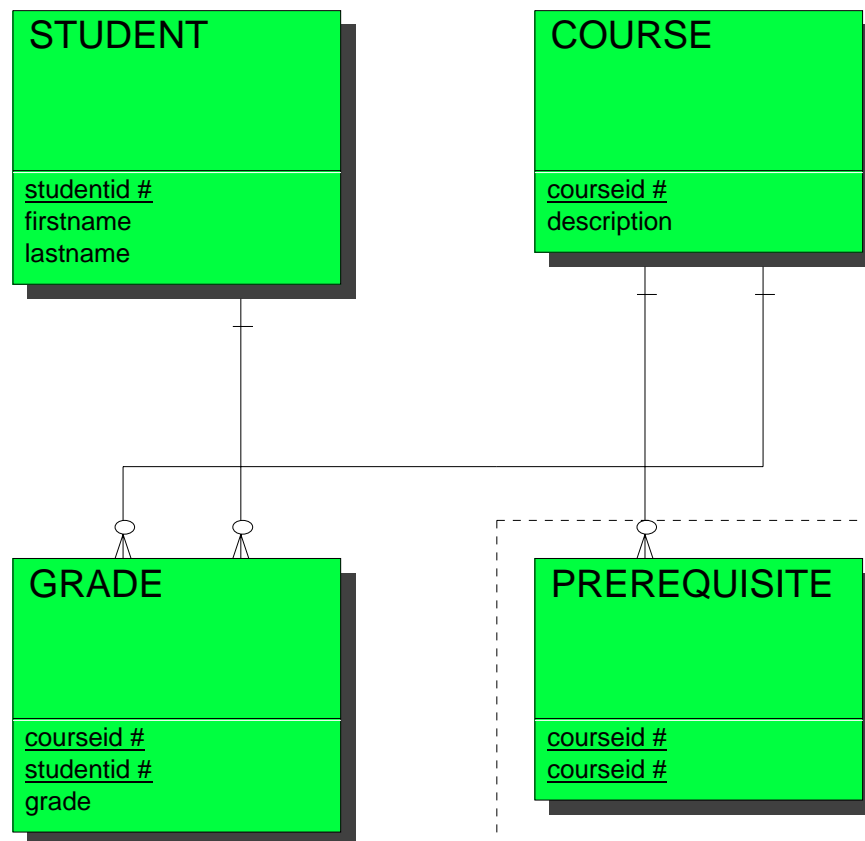 STUDENT
studentid #
firstname
lastname
COURSE
courseid #
description
GRADE
courseid #
studentid #
grade
PREREQUISITE
courseid #
courseid #